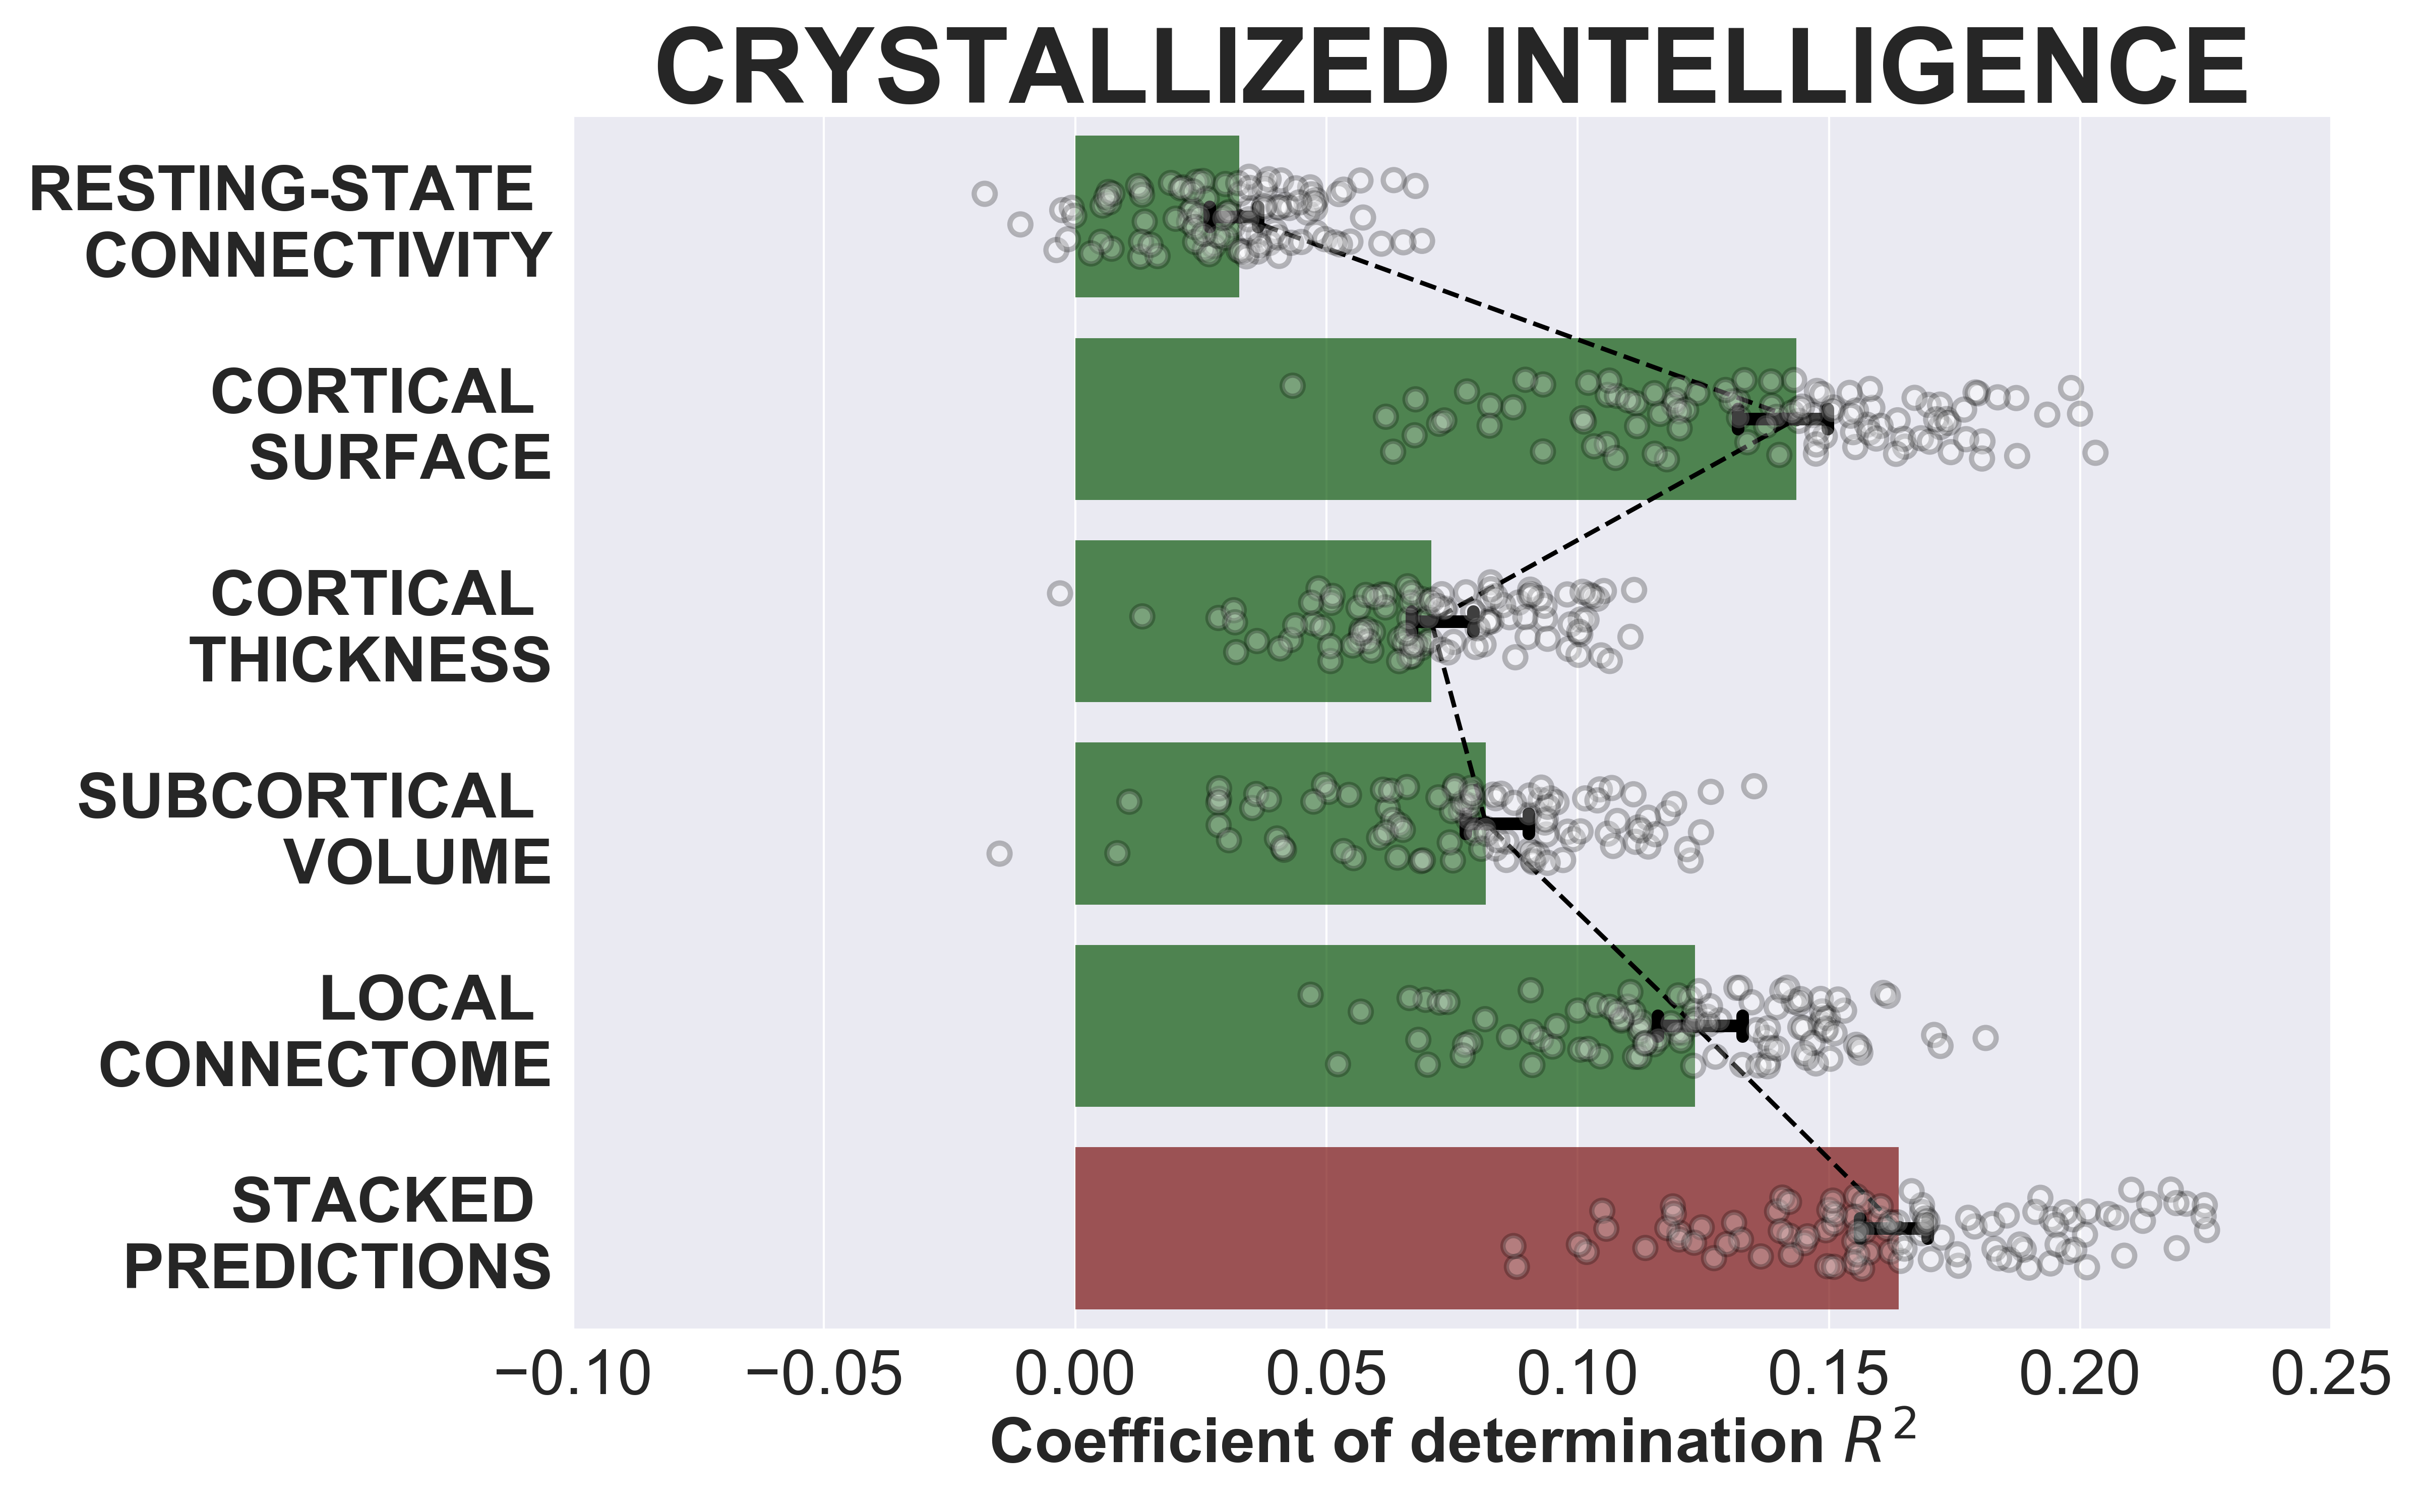 CRYSTALLIZED INTELLIGENCE
RESTING-STATE
CONNECTIVITY
CORTICAL
SURFACE
CORTICAL
THICKNESS
SUBCORTICAL
VOLUME
LOCAL
CONNECTOME
STACKED
PREDICTIONS
−0.10 −0.05 0.00 0.05 0.10 0.15 0.20 0.25
Coefficient of determination R²